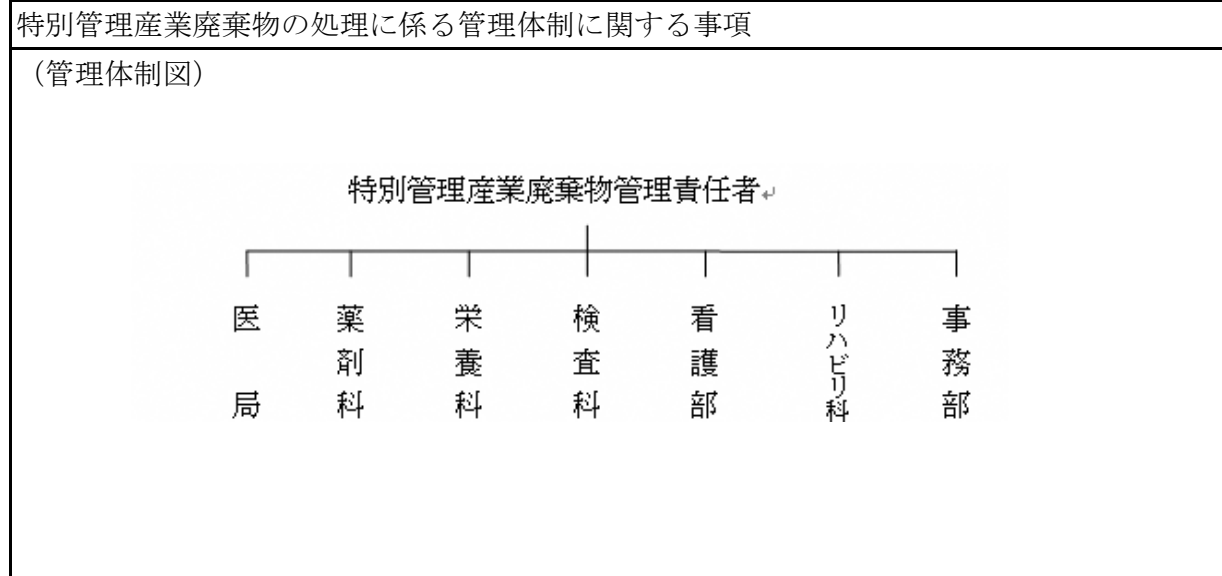 特別管理産業廃棄物の処理に係る管理体制に関する事項
（管理体制図）
特別管理産業廃棄物管理責任者↵
医局
薬剤科
栄養科
検査科
看護部
リハビリ科
事務部